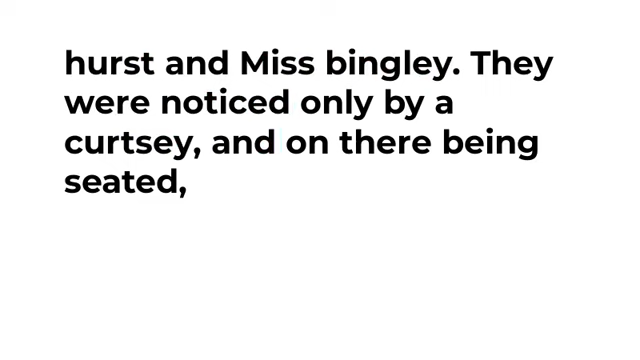 hurst and Miss bingley. They
were noticed only by a
curtsey, and on there being
seated,